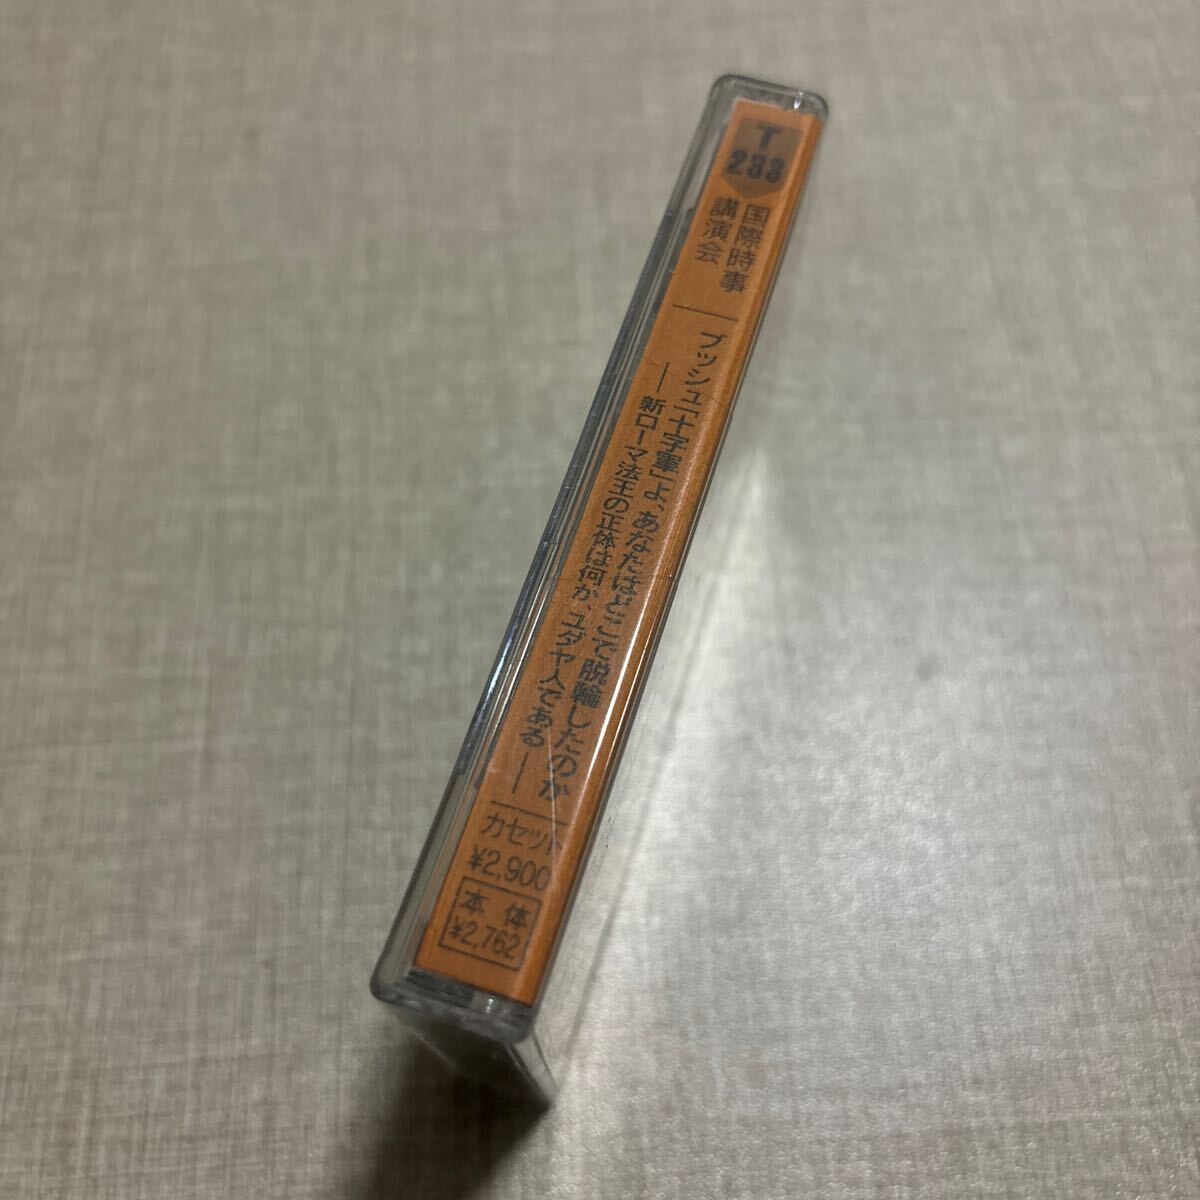 T
233
国際時事
講演会
ブッシュ「十字軍」よ、あなたはどこで脱輪したのか
―新ローマ法王の正体は何か、ユダヤ人である―
カセット
¥2,900
本体
¥2,762